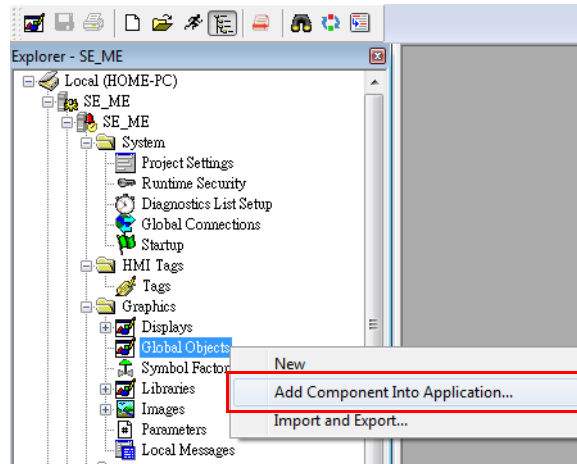 Explorer - SE_ME
Local (HOME-PC)
SE_ME
SE_ME
System
Project Settings
Runtime Security
Diagnostics List Setup
Global Connections
Startup
HMI Tags
Tags
Graphics
Displays
Global Objects
Symbol Factor
Libraries
Images
Parameters
Local Messages
New
Add Component Into Application...
Import and Export...